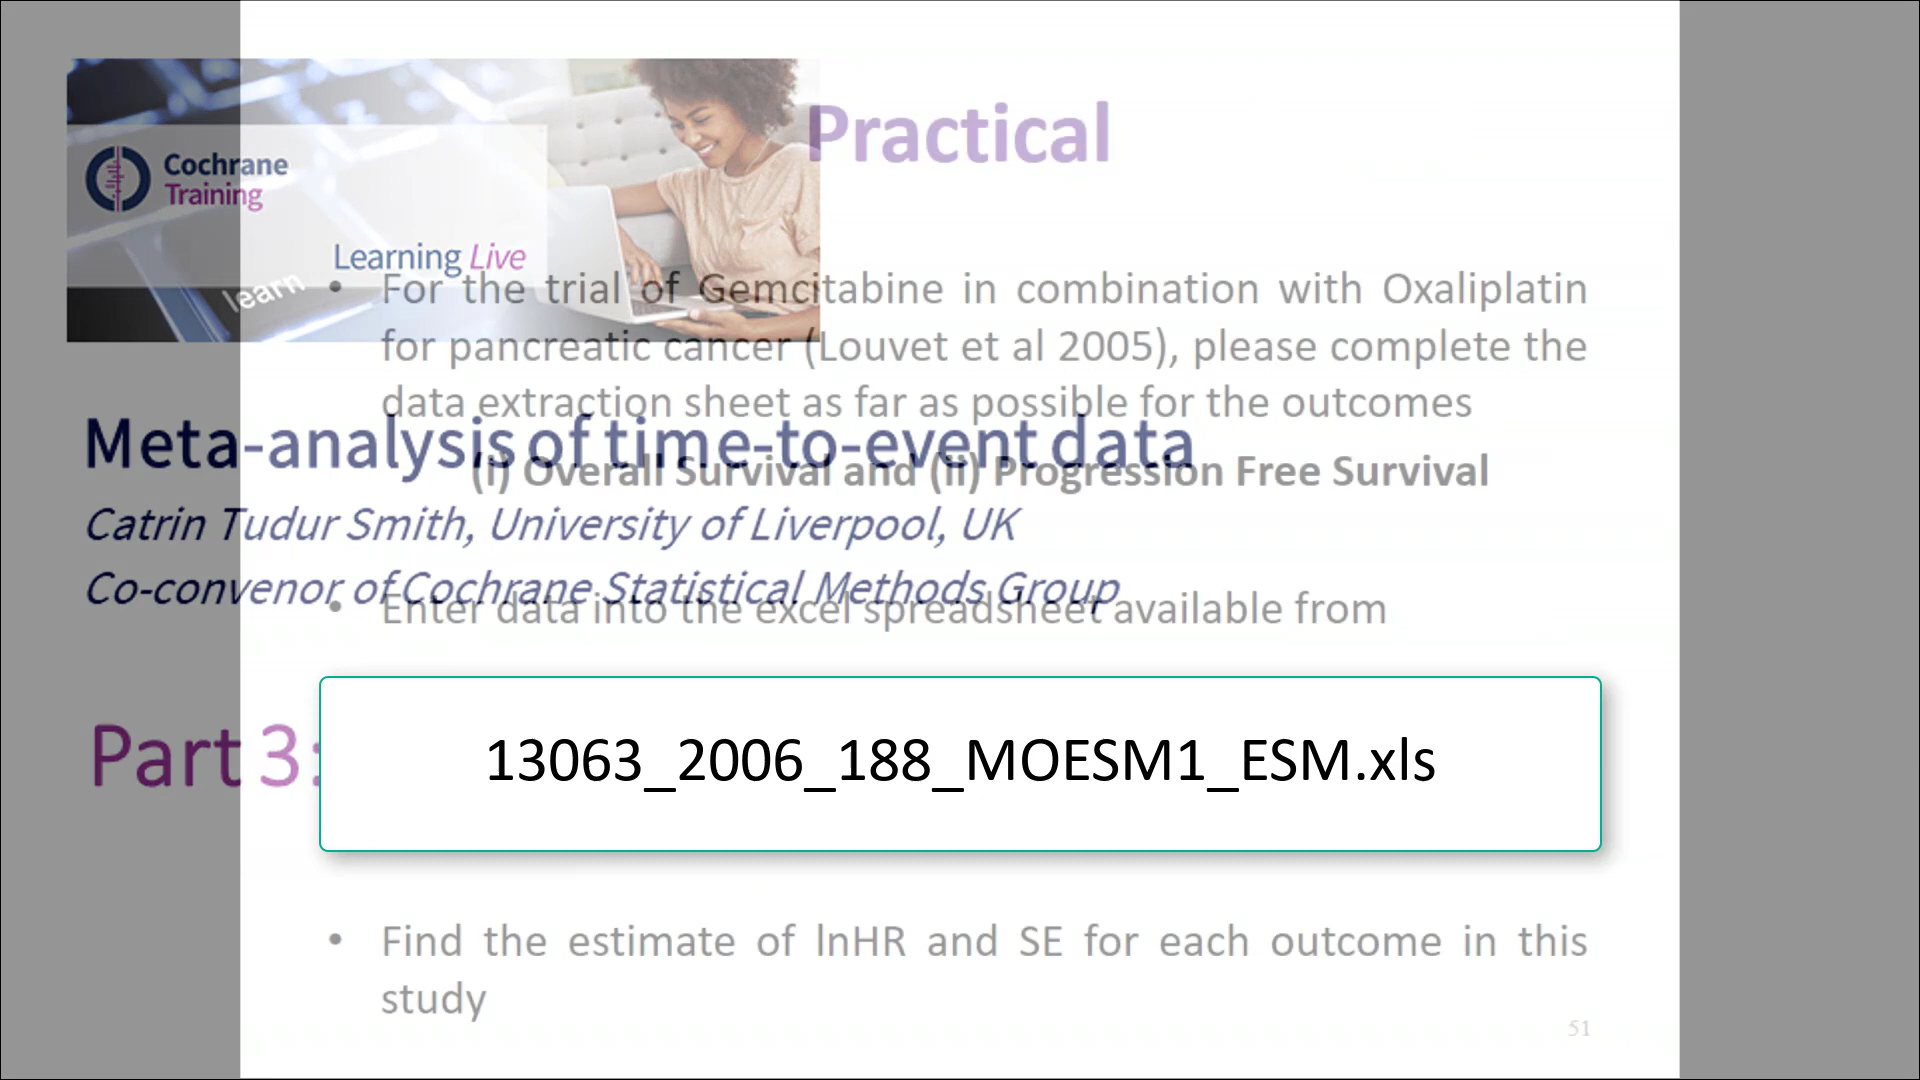 Cochrane
Training
Learning Live
learn
Practical
• For the trial of Gemcitabine in combination with Oxaliplatin
for pancreatic cancer (Louvet et al 2005), please complete the
data extraction sheet as far as possible for the outcomes
Meta-analysis of time-to-event data
(i) Overall Survival and (ii) Progression Free Survival
Catrin Tudur Smith, University of Liverpool, UK
Co-convenor of Cochrane Statistical Methods Group
• Enter data into the excel spreadsheet available from
Part 3:
13063_2006_188_MOESM1_ESM.xls
• Find the estimate of lnHR and SE for each outcome in this
study
51